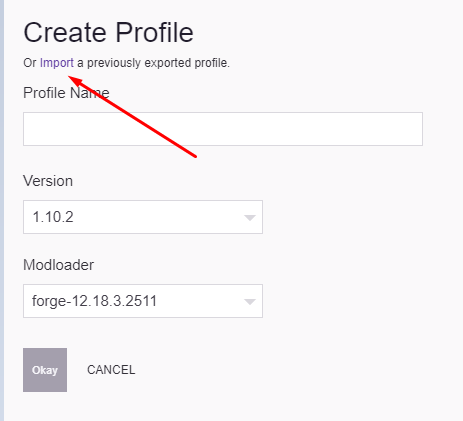 Create Profile
Or Import a previously exported profile.
Profile Name
Version
1.10.2
Modloader
forge-12.18.3.2511
Okay CANCEL